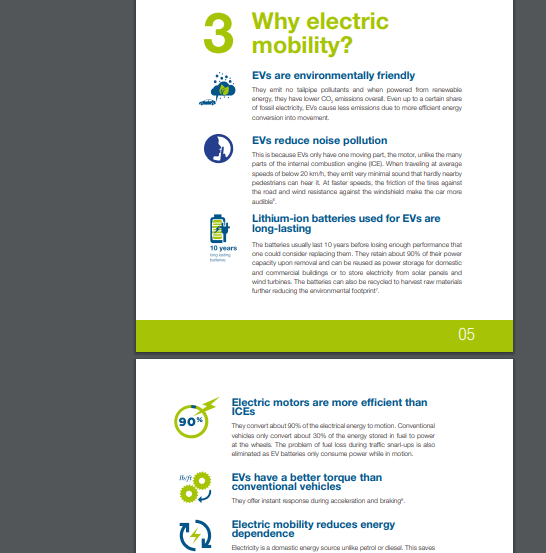 3
Why electric
mobility?
EVs are environmentally friendly
They emit no tailpipe pollutants and when powered from renewable
energy, they have lower CO2 emissions overall. Even up to a certain share
of fossil electricity, EVs cause less emissions due to more efficient energy
conversion into movement.
EVs reduce noise pollution
This is because EVs only have one moving part, the motor, unlike the many
parts of the internal combustion engine (ICE). When traveling at average
speeds of below 20 km/h, they emit very minimal sound that hardly nearby
pedestrians can hear it. At faster speeds, the friction of the tires against
the road and wind resistance against the windshield make the car more
audible⁶.
10 years
long lasting
batteries
Lithium-ion batteries used for EVs are
long-lasting
The batteries usually last 10 years before losing enough performance that
one could consider replacing them. They retain about 90% of their power
capacity upon removal and can be reused as power storage for domestic
and commercial buildings or to store electricity from solar panels and
wind turbines. The batteries can also be recycled to harvest raw materials
further reducing the environmental footprint⁷.
05
90%
Electric motors are more efficient than
ICEs
They convert about 90% of the electrical energy to motion. Conventional
vehicles only convert about 30% of the energy stored in fuel to power
at the wheels. The problem of fuel loss during traffic snarl-ups is also
eliminated as EV batteries only consume power while in motion.
lb/ft
EVs have a better torque than
conventional vehicles
They offer instant response during acceleration and braking⁸.
Electric mobility reduces energy
dependence
Electricity is a domestic energy source unlike petrol or diesel. This saves